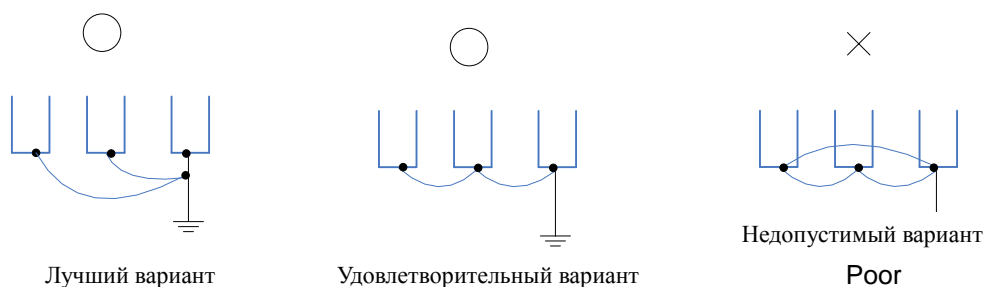 Лучший вариант
Удовлетворительный вариант
Недопустимый вариант
Poor